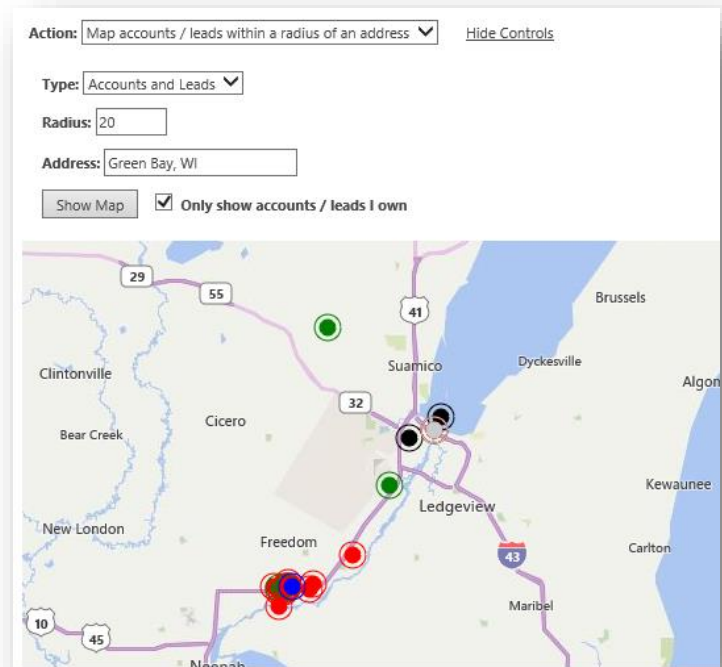 Action: Map accounts / leads within a radius of an address Hide Controls
Type: Accounts and Leads
Radius: 20
Address: Green Bay, WI
Show Map Only show accounts / leads I own
29
55
41
Brussels
Suamico
Dyckesville
Clintonville
Algom
32
Cicero
Bear Creek
Kewaunee
Ledgeview
New London
Freedom
Carlton
43
Maribel
10
45
Neenah